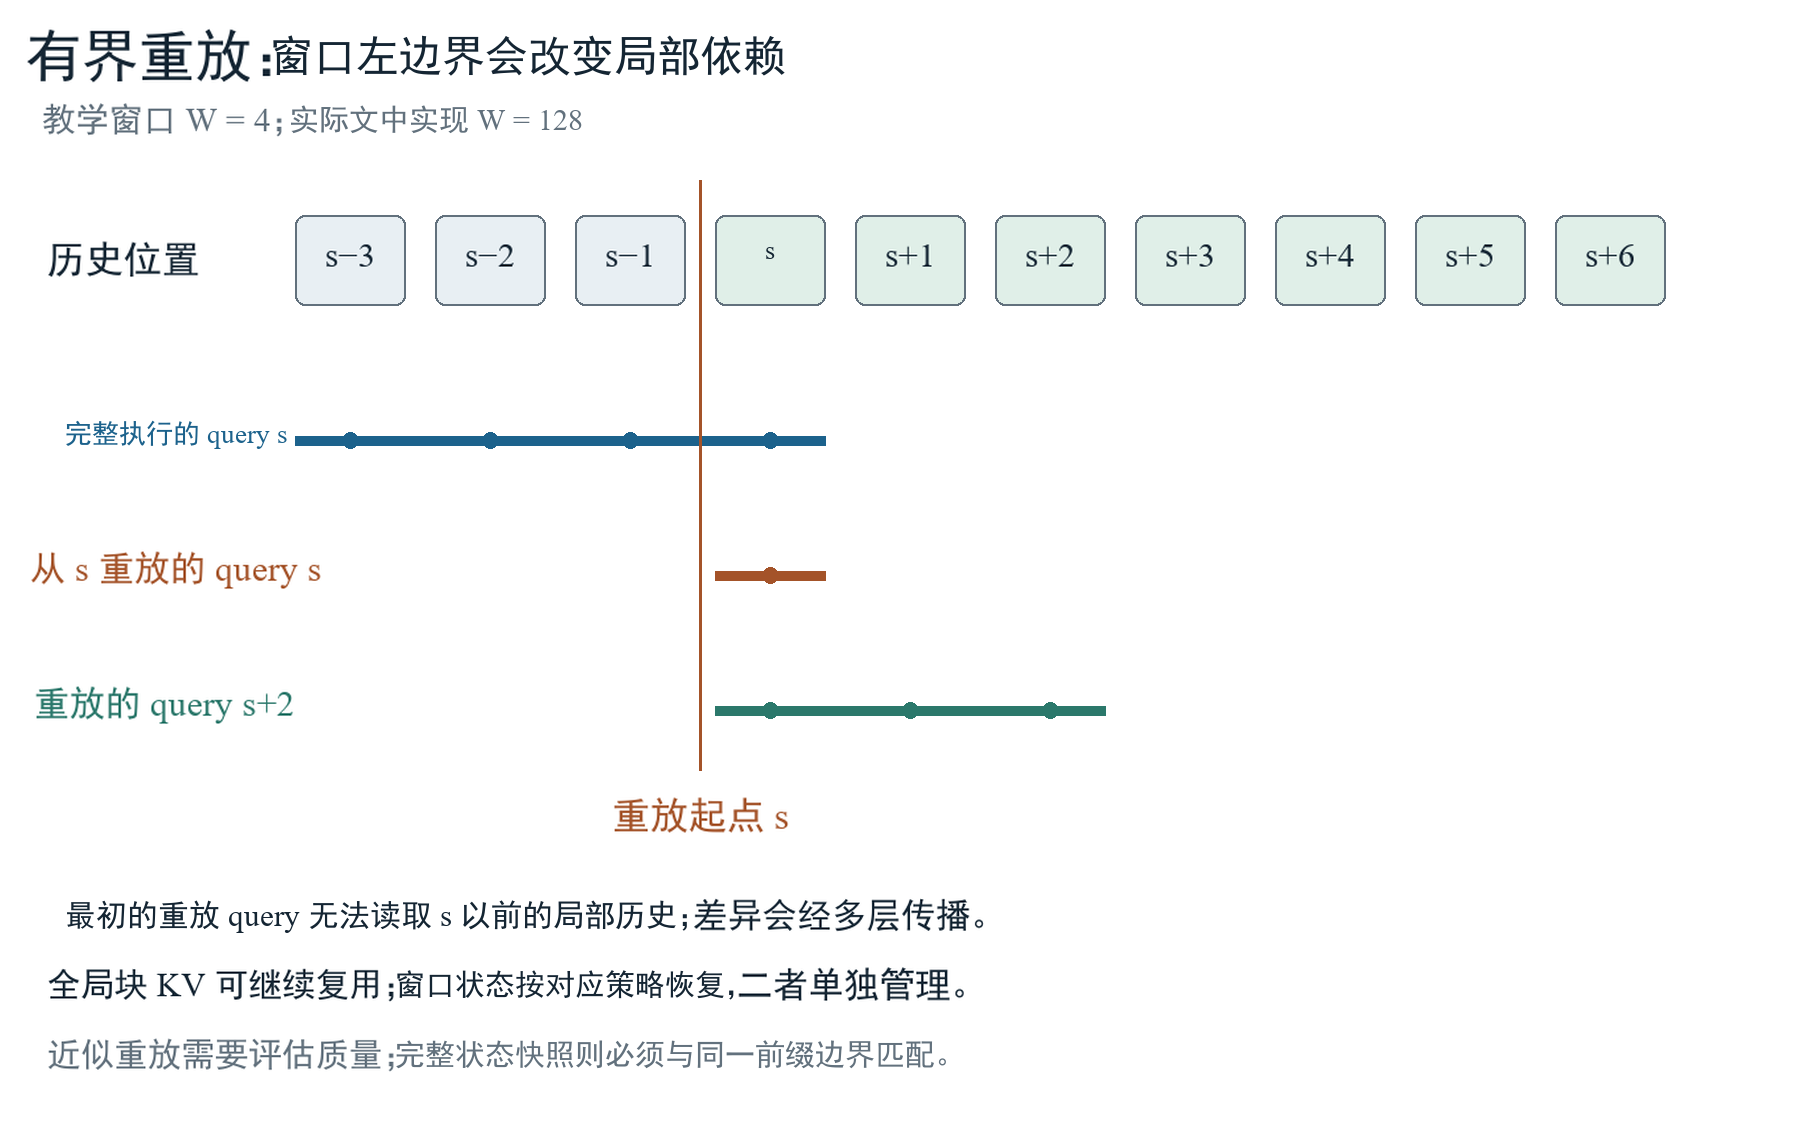 有界重放:窗口左边界会改变局部依赖
教学窗口 W = 4;实际文中实现 W = 128
历史位置 s−3 s−2 s−1 s s+1 s+2 s+3 s+4 s+5 s+6
完整执行的 query s
从 s 重放的 query s
重放的 query s+2
重放起点 s
最初的重放 query 无法读取 s 以前的局部历史;差异会经多层传播。
全局块 KV 可继续复用;窗口状态按对应策略恢复,二者单独管理。
近似重放需要评估质量;完整状态快照则必须与同一前缀边界匹配。